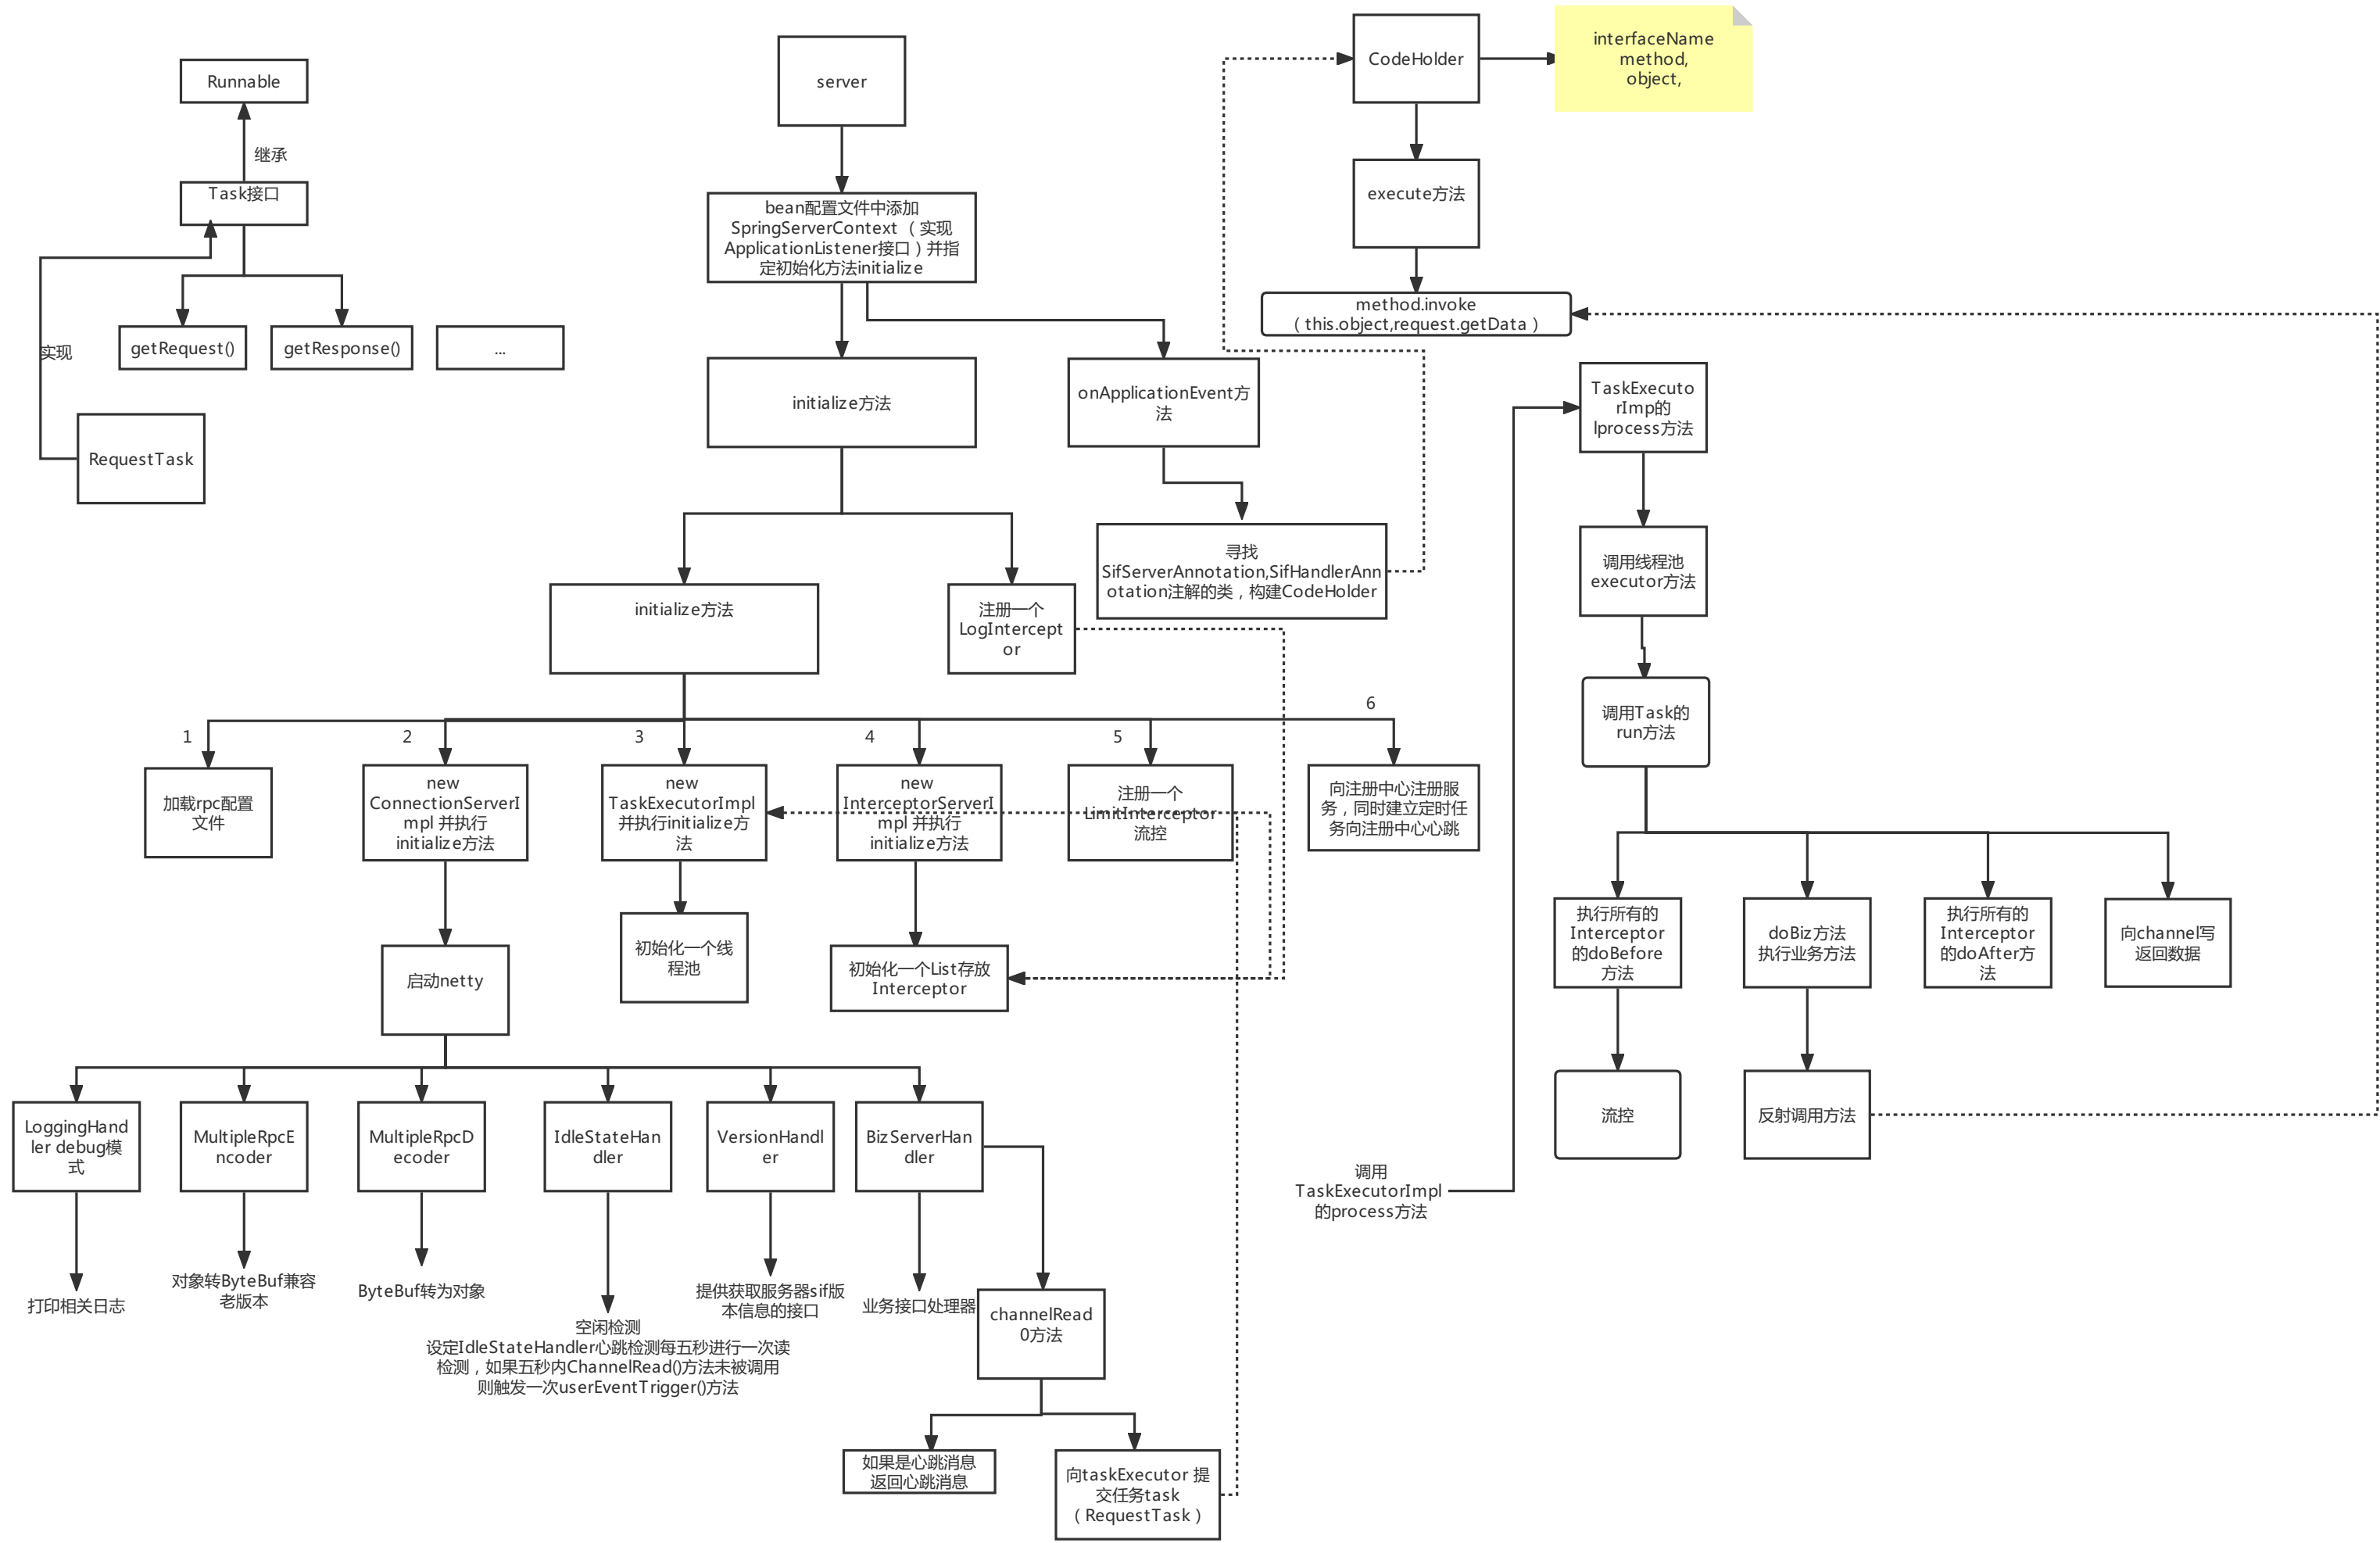 Runnable
继承
Task接口
getRequest()
getResponse()
...
实现
RequestTask
server
bean配置文件中添加
SpringServerContext（实现
ApplicationListener接口）并指
定初始化方法initialize
initialize方法
onApplicationEvent方
法
寻找
SifServerAnnotation,SifHandlerAnn
otation注解的类，构建CodeHolder
initialize方法
注册一个
LogIntercept
or
CodeHolder
interfaceName
method,
object,
execute方法
method.invoke
（this.object,request.getData）
1
2
3
4
5
6
加载rpc配置
文件
new
ConnectionServerI
mpl 并执行
initialize方法
new
TaskExecutorImpl
并执行initialize方
法
new
InterceptorServerI
mpl 并执行
initialize方法
注册一个
LimitInterceptor
流控
向注册中心注册服
务，同时建立定时任
务向注册中心心跳
启动netty
初始化一个线
程池
初始化一个List存放
Interceptor
LoggingHand
ler debug模
式
MultipleRpcE
ncoder
MultipleRpcD
ecoder
IdleStateHan
dler
VersionHandl
er
BizServerHan
dler
打印相关日志
对象转ByteBuf兼容
老版本
ByteBuf转为对象
空闲检测
设定IdleStateHandler心跳检测每五秒进行一次读
检测，如果五秒内ChannelRead()方法未被调用
则触发一次userEventTrigger()方法
提供获取服务器sif版
本信息的接口
业务接口处理器
channelRead
0方法
如果是心跳消息
返回心跳消息
向taskExecutor 提
交任务task
（RequestTask）
调用
TaskExecutorImpl
的process方法
TaskExecuto
rImp的
lprocess方法
调用线程池
executor方法
调用Task的
run方法
执行所有的
Interceptor
的doBefore
方法
doBiz方法
执行业务方法
执行所有的
Interceptor
的doAfter方
法
向channel写
返回数据
流控
反射调用方法